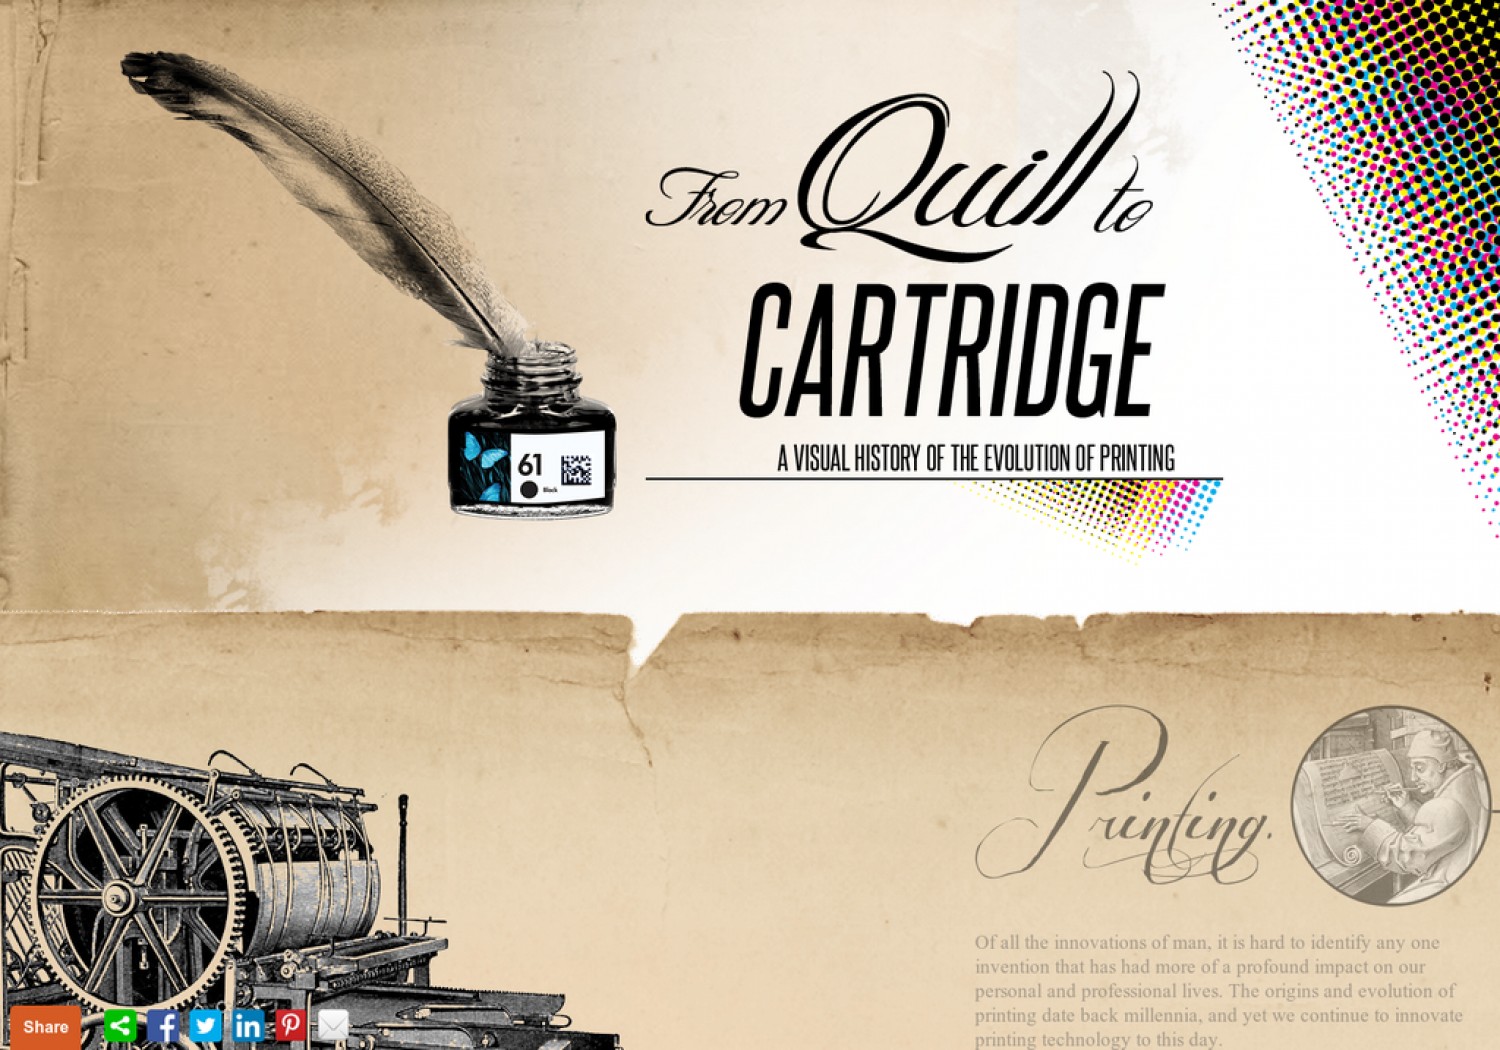 From Quill to
CARTRIDGE
A VISUAL HISTORY OF THE EVOLUTION OF PRINTING
61
Black
Printing.
Of all the innovations of man, it is hard to identify any one
invention that has had more of a profound impact on our
personal and professional lives. The origins and evolution of
printing date back millennia, and yet we continue to innovate
printing technology to this day.
Share